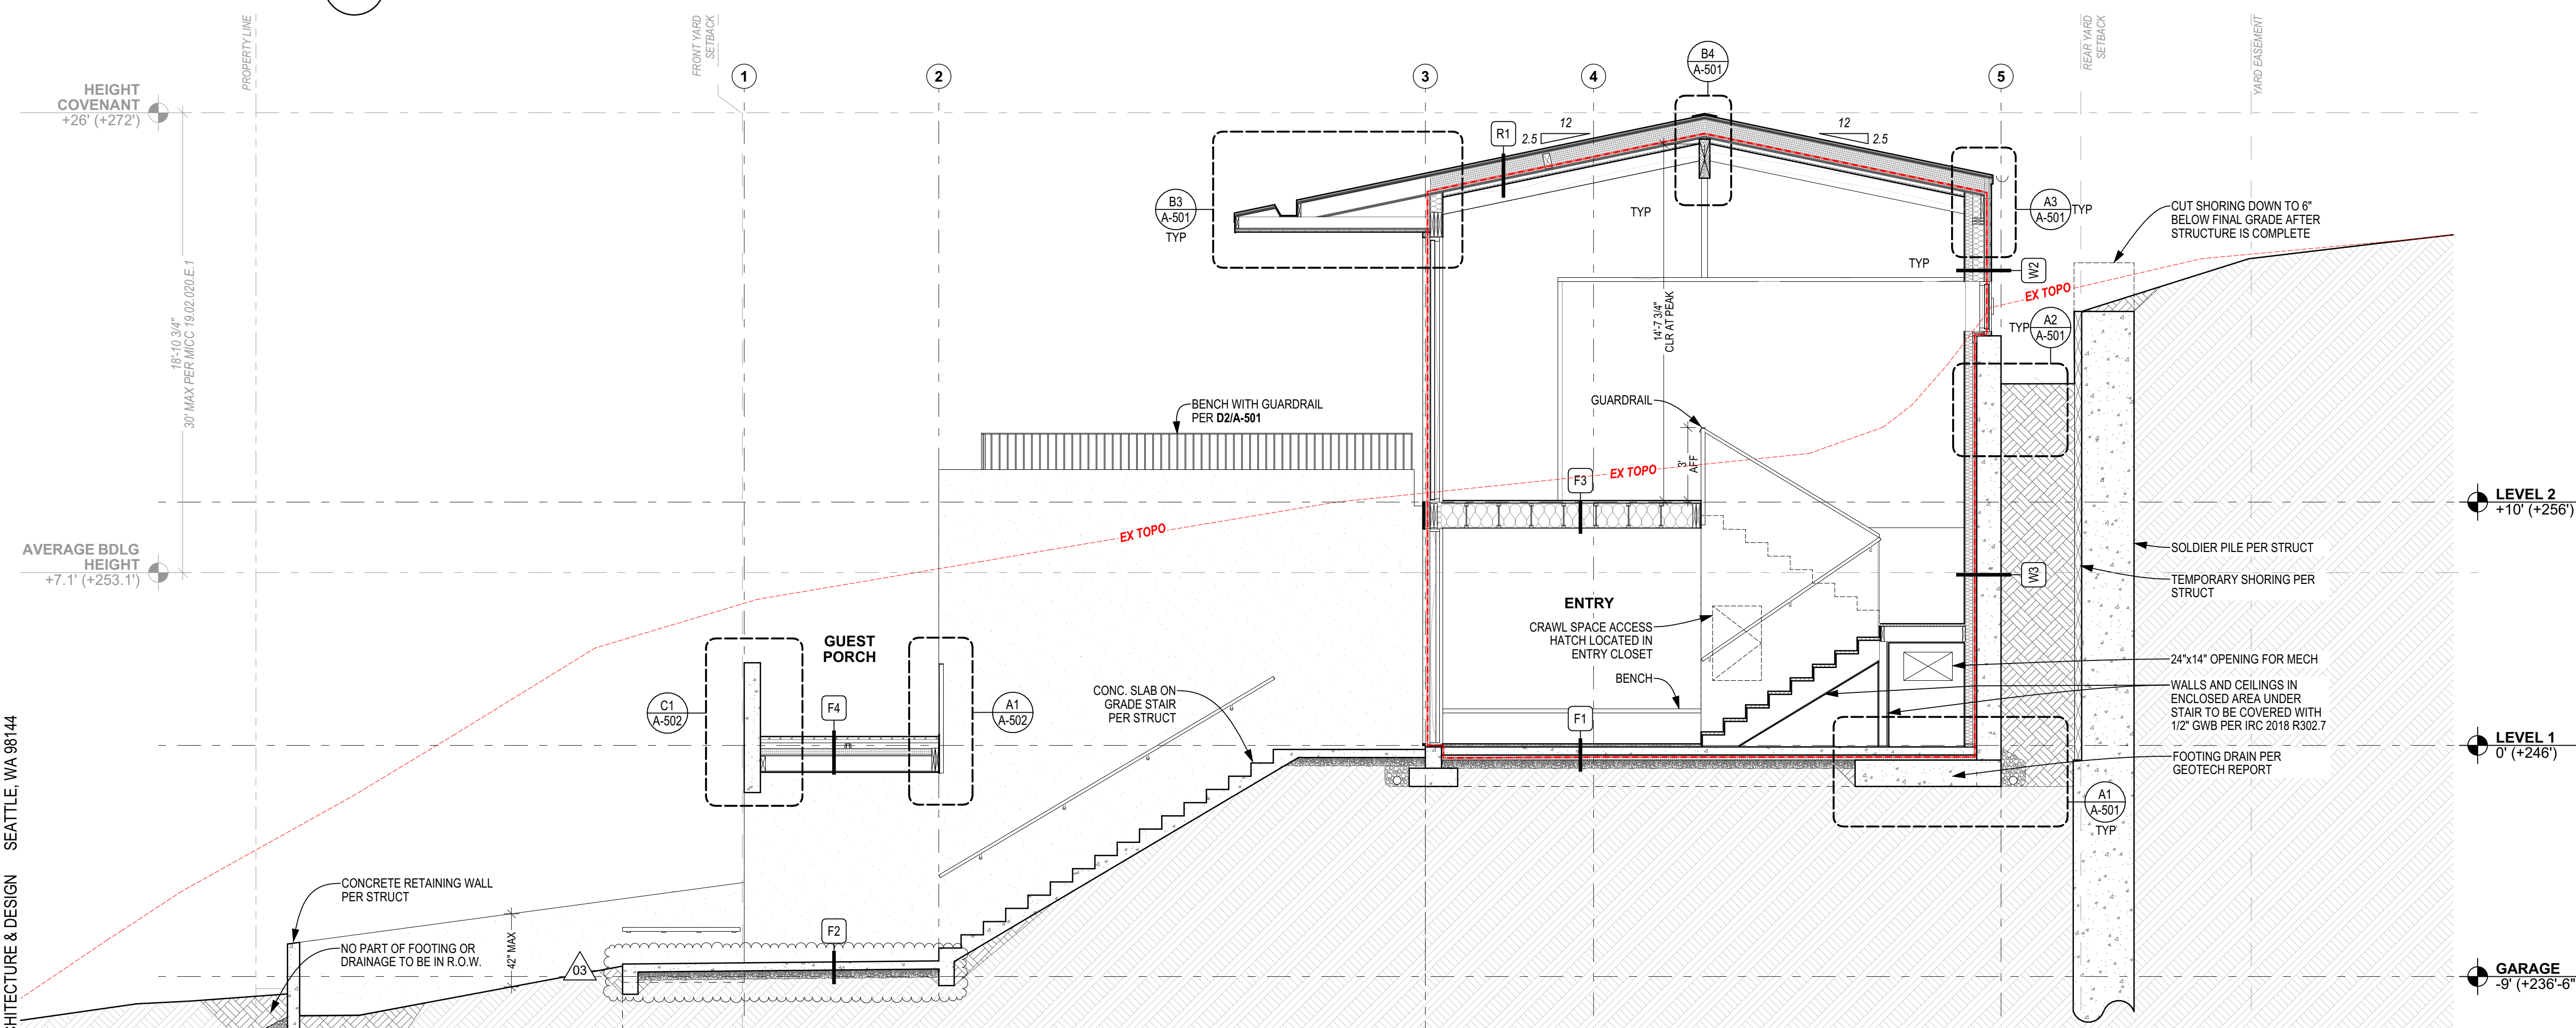 PROPERTY LINE
FRONT YARD
SETBACK
REAR YARD
SETBACK
YARD EASEMENT
1
2
3
4
5
B4
A-501
HEIGHT
COVENANT
+26' (+272')
R1
12
2.5
12
2.5
B3
A-501
TYP
TYP
A3
A-501
TYP
CUT SHORING DOWN TO 6"
BELOW FINAL GRADE AFTER
STRUCTURE IS COMPLETE
TYP
W2
EX TOPO
18'-10 3/4"
30' MAX PER MICC 19.02.020.E.1
14'-7 3/4"
CLR AT PEAK
TYP
A2
A-501
BENCH WITH GUARDRAIL
PER D2/A-501
GUARDRAIL
3'
AFF
EX TOPO
F3
LEVEL 2
+10' (+256')
EX TOPO
AVERAGE BDLG
HEIGHT
+7.1' (+253.1')
SOLDIER PILE PER STRUCT
TEMPORARY SHORING PER
STRUCT
W3
ENTRY
CRAWL SPACE ACCESS
HATCH LOCATED IN
ENTRY CLOSET
GUEST
PORCH
24"x14" OPENING FOR MECH
BENCH
WALLS AND CEILINGS IN
ENCLOSED AREA UNDER
STAIR TO BE COVERED WITH
1/2" GWB PER IRC 2018 R302.7
C1
A-502
F4
A1
A-502
CONC. SLAB ON
GRADE STAIR
PER STRUCT
F1
LEVEL 1
0' (+246')
FOOTING DRAIN PER
GEOTECH REPORT
A1
A-501
TYP
CONCRETE RETAINING WALL
PER STRUCT
42" MAX
F2
NO PART OF FOOTING OR
DRAINAGE TO BE IN R.O.W.
03
GARAGE
-9' (+236'-6")
CHITECTURE & DESIGN SEATTLE, WA 98144